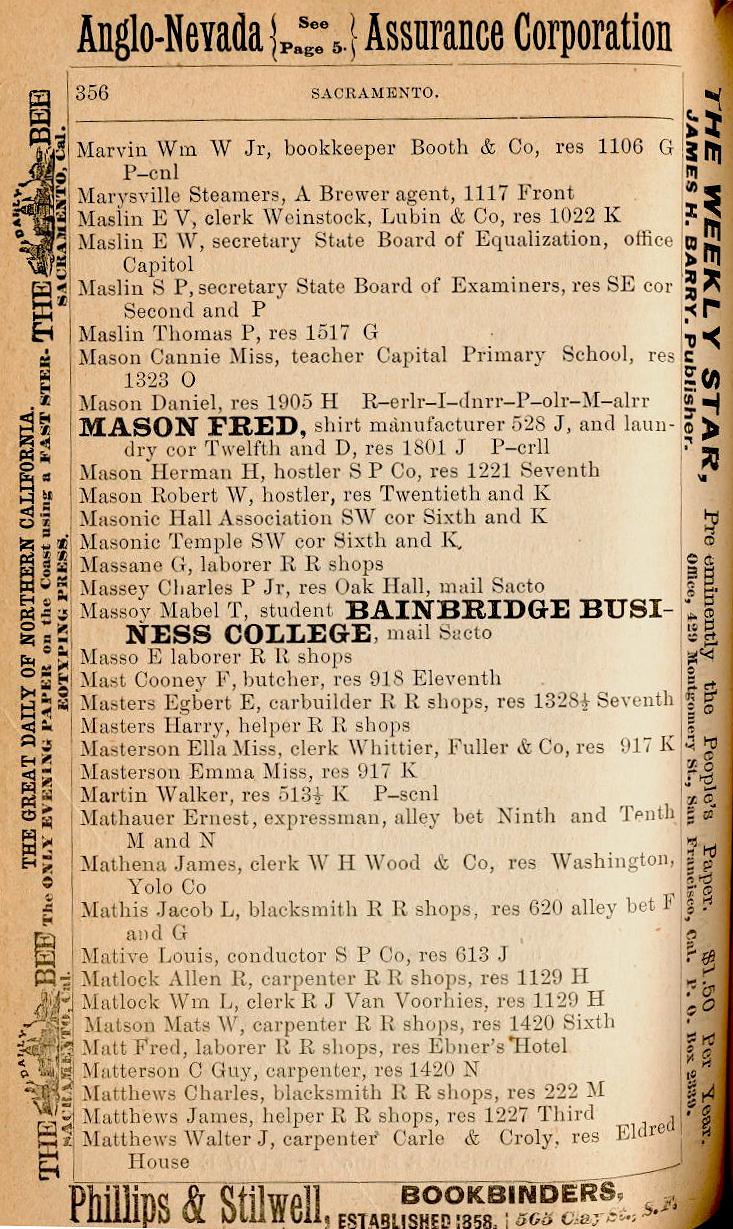 Anglo-Nevada { See Page 5. } Assurance Corporation
356 SACRAMENTO.
Marvin Wm W Jr, bookkeeper Booth & Co, res 1106 G
P–cnl
Marysville Steamers, A Brewer agent, 1117 Front
Maslin E V, clerk Weinstock, Lubin & Co, res 1022 K
Maslin E W, secretary State Board of Equalization, office
Capitol
Maslin S P, secretary State Board of Examiners, res SE cor
Second and P
Maslin Thomas P, res 1517 G
Mason Cannie Miss, teacher Capital Primary School, res
1323 O
Mason Daniel, res 1905 H R–erlr–I–dnrr–P–olr–M–alrr
MASON FRED, shirt manufacturer 528 J, and laun-
dry cor Twelfth and D, res 1801 J P–crll
Mason Herman H, hostler S P Co, res 1221 Seventh
Mason Robert W, hostler, res Twentieth and K
Masonic Hall Association SW cor Sixth and K
Masonic Temple SW cor Sixth and K,
Massane G, laborer R R shops
Massey Charles P Jr, res Oak Hall, mail Sacto
Massoy Mabel T, student BAINBRIDGE BUSI-
NESS COLLEGE, mail Sacto
Masso E laborer R R shops
Mast Cooney F, butcher, res 918 Eleventh
Masters Egbert E, carbuilder R R shops, res 1328½ Seventh
Masters Harry, helper R R shops
Masterson Ella Miss, clerk Whittier, Fuller & Co, res 917 K
Masterson Emma Miss, res 917 K
Martin Walker, res 513½ K P–scnl
Mathauer Ernest, expressman, alley bet Ninth and Tenth
M and N
Mathena James, clerk W H Wood & Co, res Washington,
Yolo Co
Mathis Jacob L, blacksmith R R shops, res 620 alley bet F
and G
Mative Louis, conductor S P Co, res 613 J
Matlock Allen R, carpenter R R shops, res 1129 H
Matlock Wm L, clerk R J Van Voorhies, res 1129 H
Matson Mats W, carpenter R R shops, res 1420 Sixth
Matt Fred, laborer R R shops, res Ebner's Hotel
Matterson C Guy, carpenter, res 1420 N
Matthews Charles, blacksmith R R shops, res 222 M
Matthews James, helper R R shops, res 1227 Third
Matthews Walter J, carpenter Carle & Croly, res Eldred
House
THE DAILY BEE SACRAMENTO, Cal.
THE GREAT DAILY OF NORTHERN CALIFORNIA.
The ONLY EVENING PAPER on the Coast using a FAST STER-
EOTYPING PRESS.
THE DAILY BEE SACRAMENTO, Cal.
THE WEEKLY STAR, Pre eminently the People's Paper. $1.50 Per Year.
JAMES H. BARRY. Publisher. Office, 429 Montgomery St., San Francisco, Cal. P. O. Box 2339.
Phillips & Stilwell, BOOKBINDERS,
ESTABLISHED 1858. 505 Clay St., S.F.